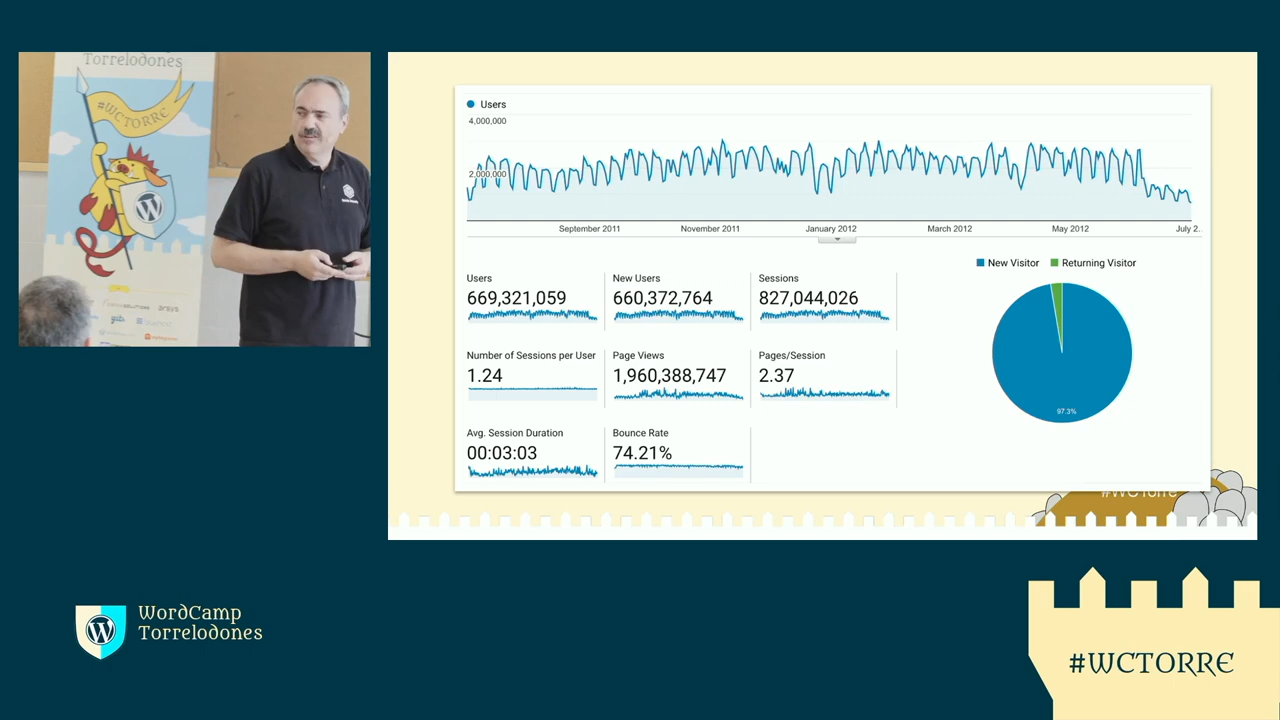 Torrelodones
#WCTORRE
Users
4,000,000
2,000,000
September 2011
November 2011
January 2012
March 2012
May 2012
July 2...
New Visitor
Returning Visitor
Users
New Users
Sessions
669,321,059
660,372,764
827,044,026
Number of Sessions per User
Page Views
Pages/Session
1.24
1,960,388,747
2.37
97.3%
Avg. Session Duration
Bounce Rate
00:03:03
74.21%
#WCTorre
WordCamp
Torrelodones
#WCTORRE